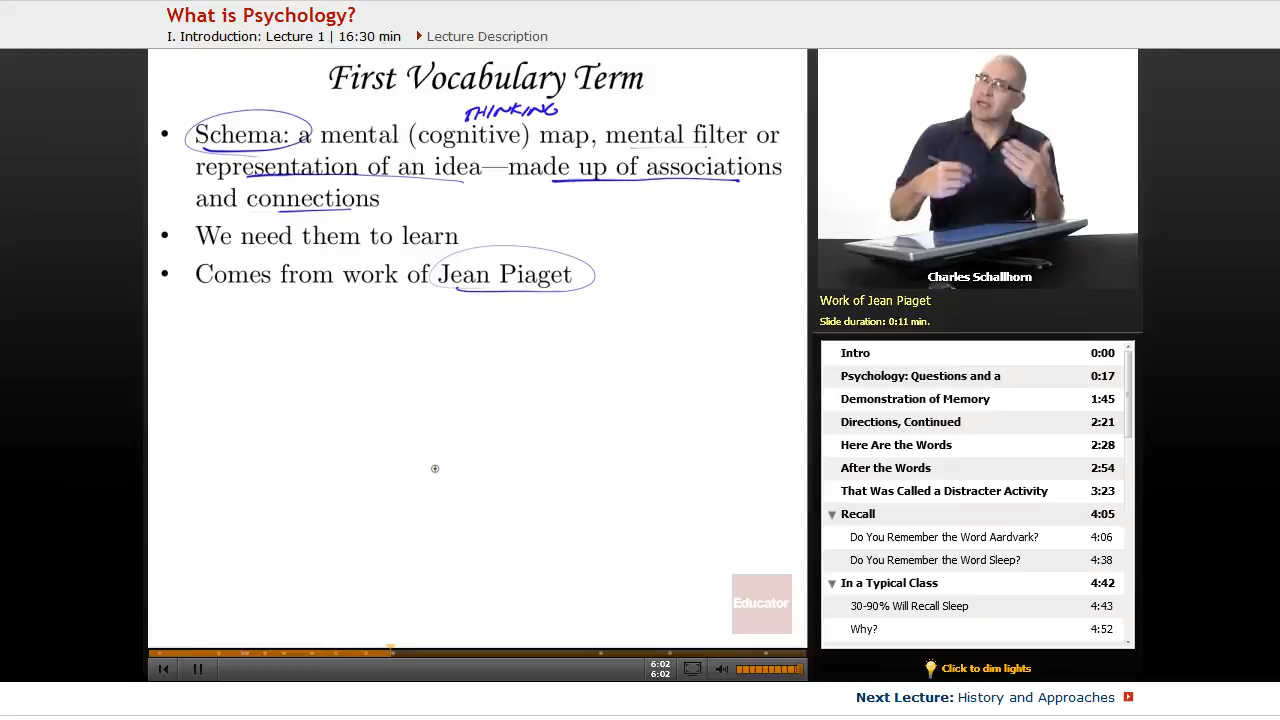 What is Psychology?
I. Introduction: Lecture 1 | 16:30 min
Lecture Description
First Vocabulary Term
THINKING
• Schema: a mental (cognitive) map, mental filter or
representation of an idea—made up of associations
and connections
• We need them to learn
• Comes from work of Jean Piaget
Educator
6:02
6:02
Charles Schallhorn
Work of Jean Piaget
Slide duration: 0:11 min.
Intro 0:00
Psychology: Questions and a 0:17
Demonstration of Memory 1:45
Directions, Continued 2:21
Here Are the Words 2:28
After the Words 2:54
That Was Called a Distracter Activity 3:23
Recall 4:05
Do You Remember the Word Aardvark? 4:06
Do You Remember the Word Sleep? 4:38
In a Typical Class 4:42
30-90% Will Recall Sleep 4:43
Why? 4:52
Click to dim lights
Next Lecture: History and Approaches